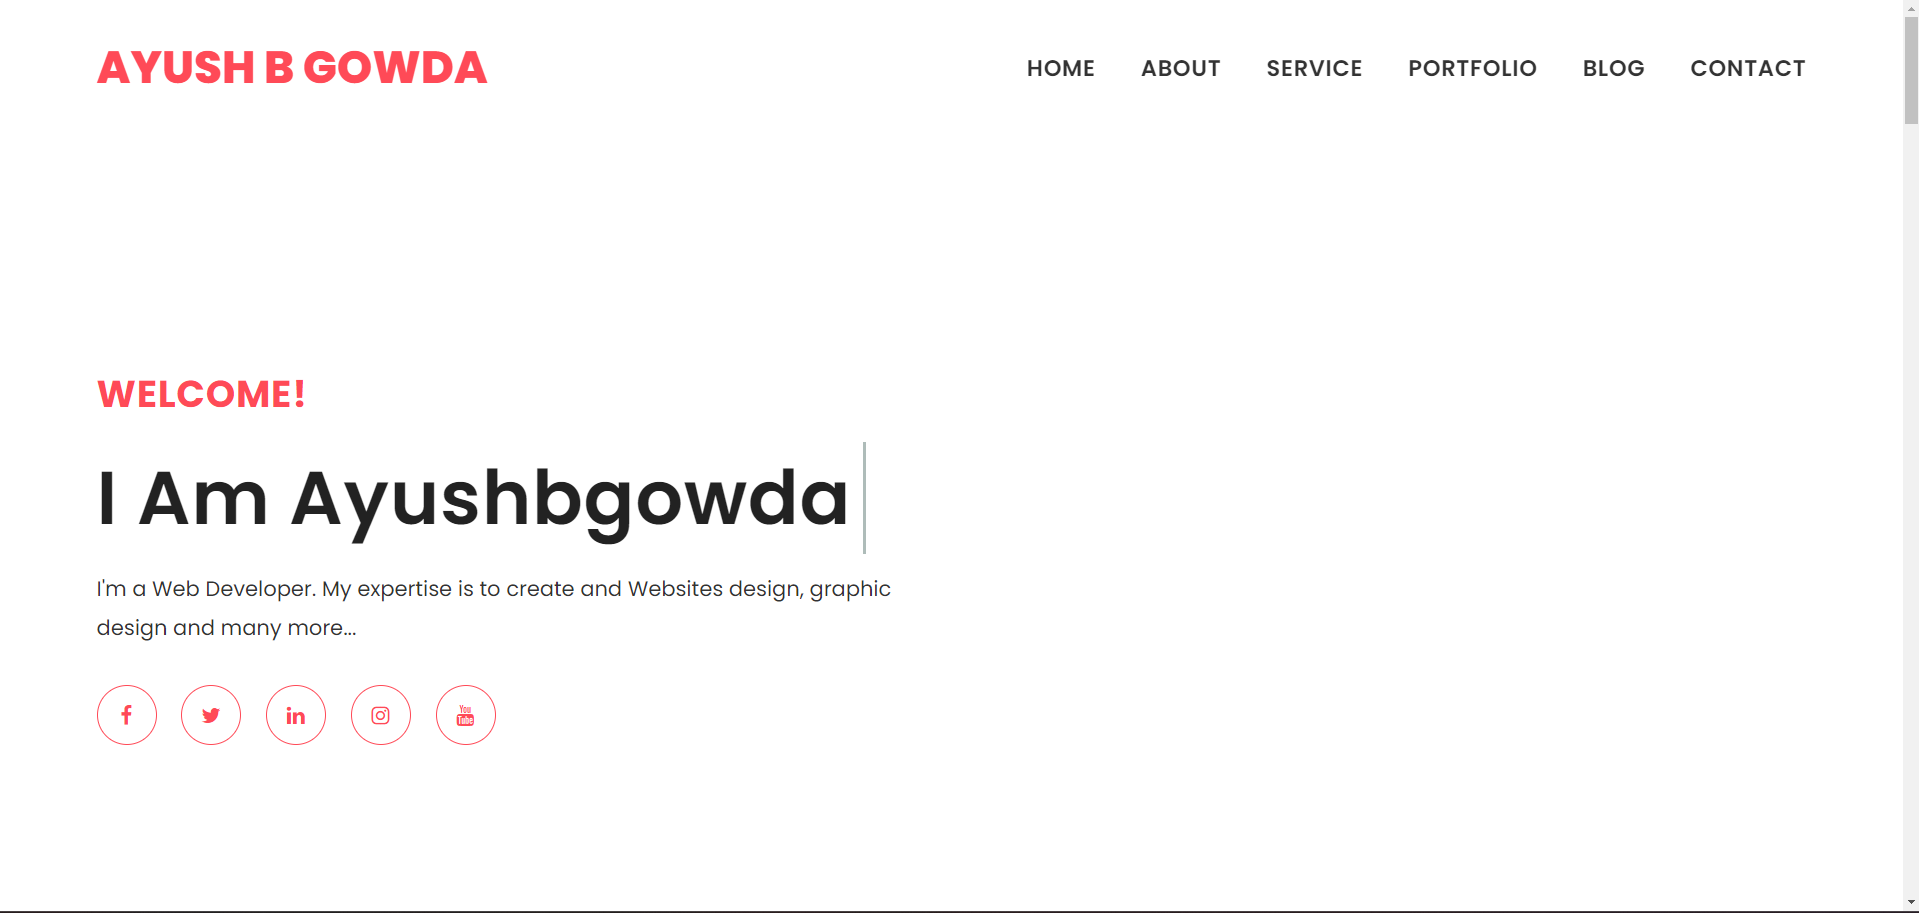 AYUSH B GOWDA
HOME ABOUT SERVICE PORTFOLIO BLOG CONTACT
WELCOME!
I Am Ayushbgowda
I'm a Web Developer. My expertise is to create and Websites design, graphic
design and many more...
You
Tube